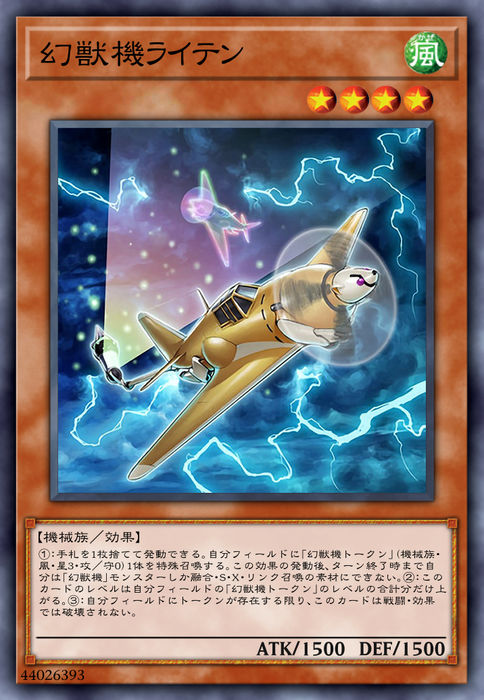 幻獣機ライテン
風
【機械族／効果】
①：手札を1枚捨てて発動できる。自分フィールドに「幻獣機トークン」(機械族・
風・星3・攻／守0)1体を特殊召喚する。この効果の発動後、ターン終了時まで自
分は「幻獣機」モンスターしか融合・S・X・リンク召喚の素材にできない。②：この
カードのレベルは自分フィールドの「幻獣機トークン」のレベルの合計分だけ上
がる。③：自分フィールドにトークンが存在する限り、このカードは戦闘・効果
では破壊されない。
ATK/1500 DEF/1500
44026393